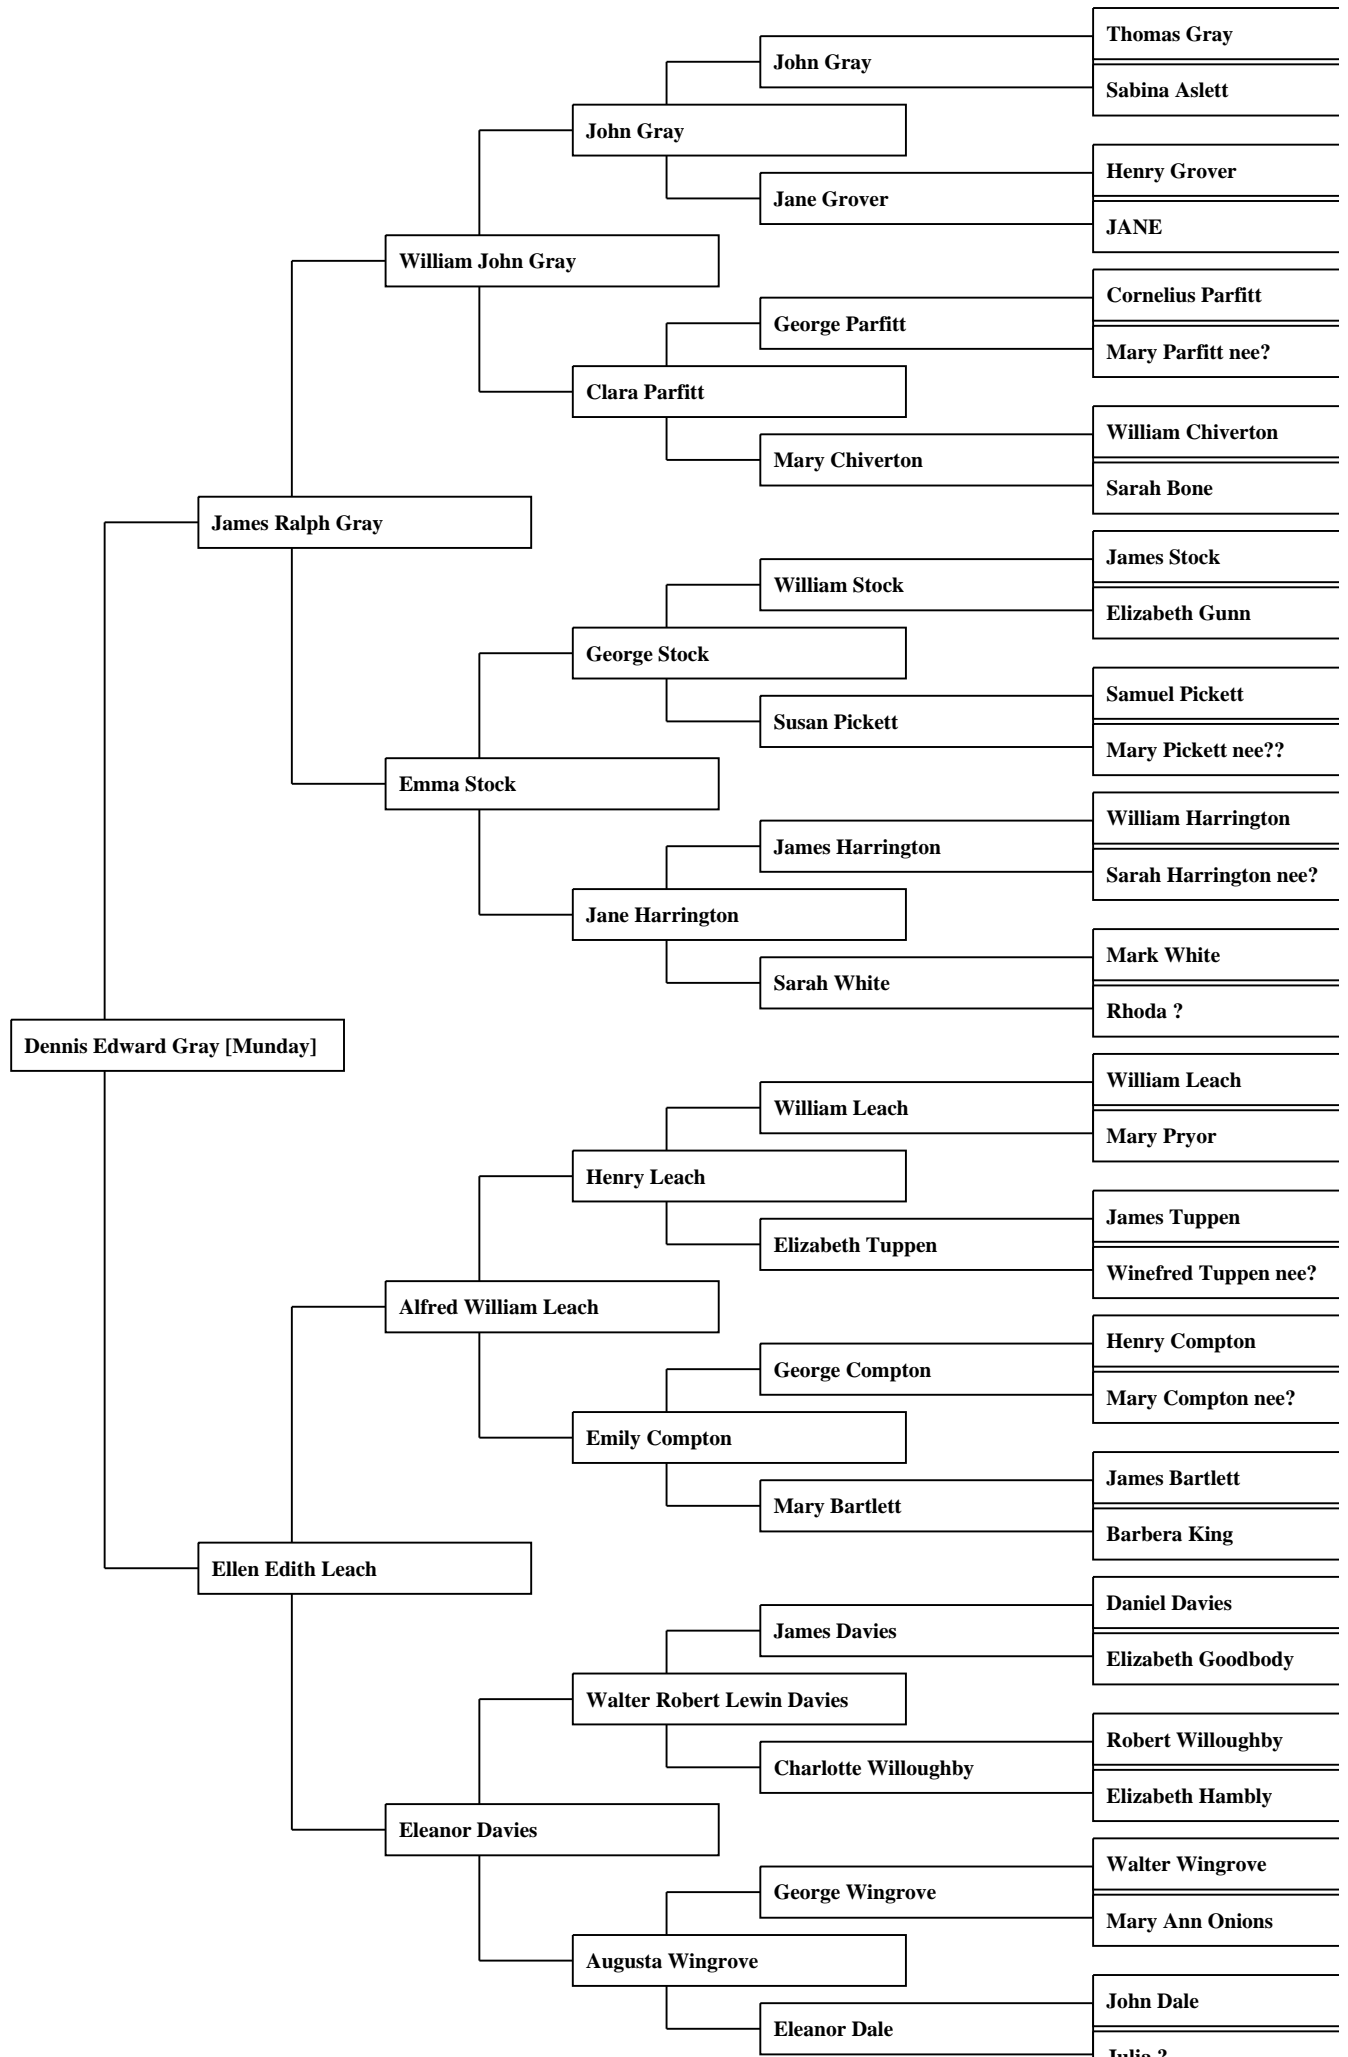 Thomas Gray
John Gray
Sabina Aslett
John Gray
Henry Grover
Jane Grover
JANE
William John Gray
Cornelius Parfitt
George Parfitt
Mary Parfitt nee?
Clara Parfitt
William Chiverton
Mary Chiverton
Sarah Bone
James Ralph Gray
James Stock
William Stock
Elizabeth Gunn
George Stock
Samuel Pickett
Susan Pickett
Mary Pickett nee??
Emma Stock
William Harrington
James Harrington
Sarah Harrington nee?
Jane Harrington
Mark White
Sarah White
Rhoda ?
Dennis Edward Gray [Munday]
William Leach
William Leach
Mary Pryor
Henry Leach
James Tuppen
Elizabeth Tuppen
Winefred Tuppen nee?
Alfred William Leach
Henry Compton
George Compton
Mary Compton nee?
Emily Compton
James Bartlett
Mary Bartlett
Barbera King
Ellen Edith Leach
Daniel Davies
James Davies
Elizabeth Goodbody
Walter Robert Lewin Davies
Robert Willoughby
Charlotte Willoughby
Elizabeth Hambly
Eleanor Davies
Walter Wingrove
George Wingrove
Mary Ann Onions
Augusta Wingrove
John Dale
Eleanor Dale
Julia ?